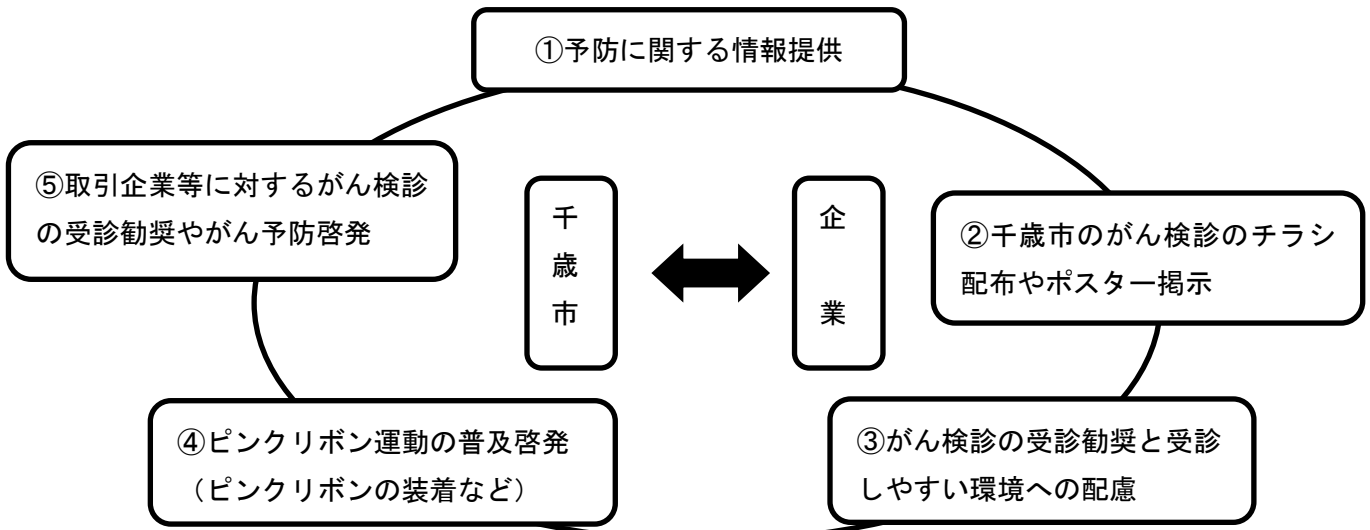 ①予防に関する情報提供
⑤取引企業等に対するがん検診
の受診勧奨やがん予防啓発
千歳市
企業
②千歳市のがん検診のチラシ
配布やポスター掲示
④ピンクリボン運動の普及啓発
（ピンクリボンの装着など）
③がん検診の受診勧奨と受診
しやすい環境への配慮